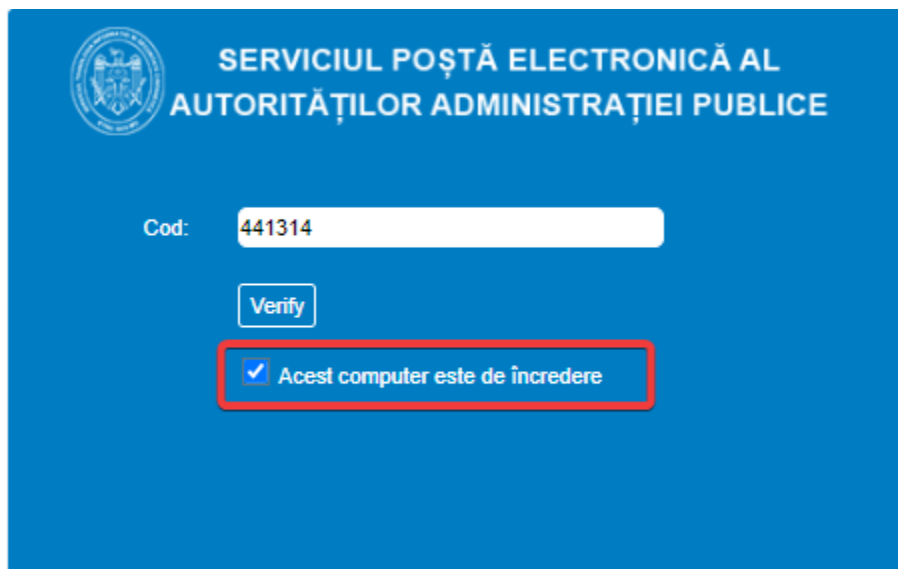 SERVICIUL POȘTĂ ELECTRONICĂ AL
AUTORITĂȚILOR ADMINISTRAȚIEI PUBLICE
Cod:
441314
Verify
Acest computer este de încredere